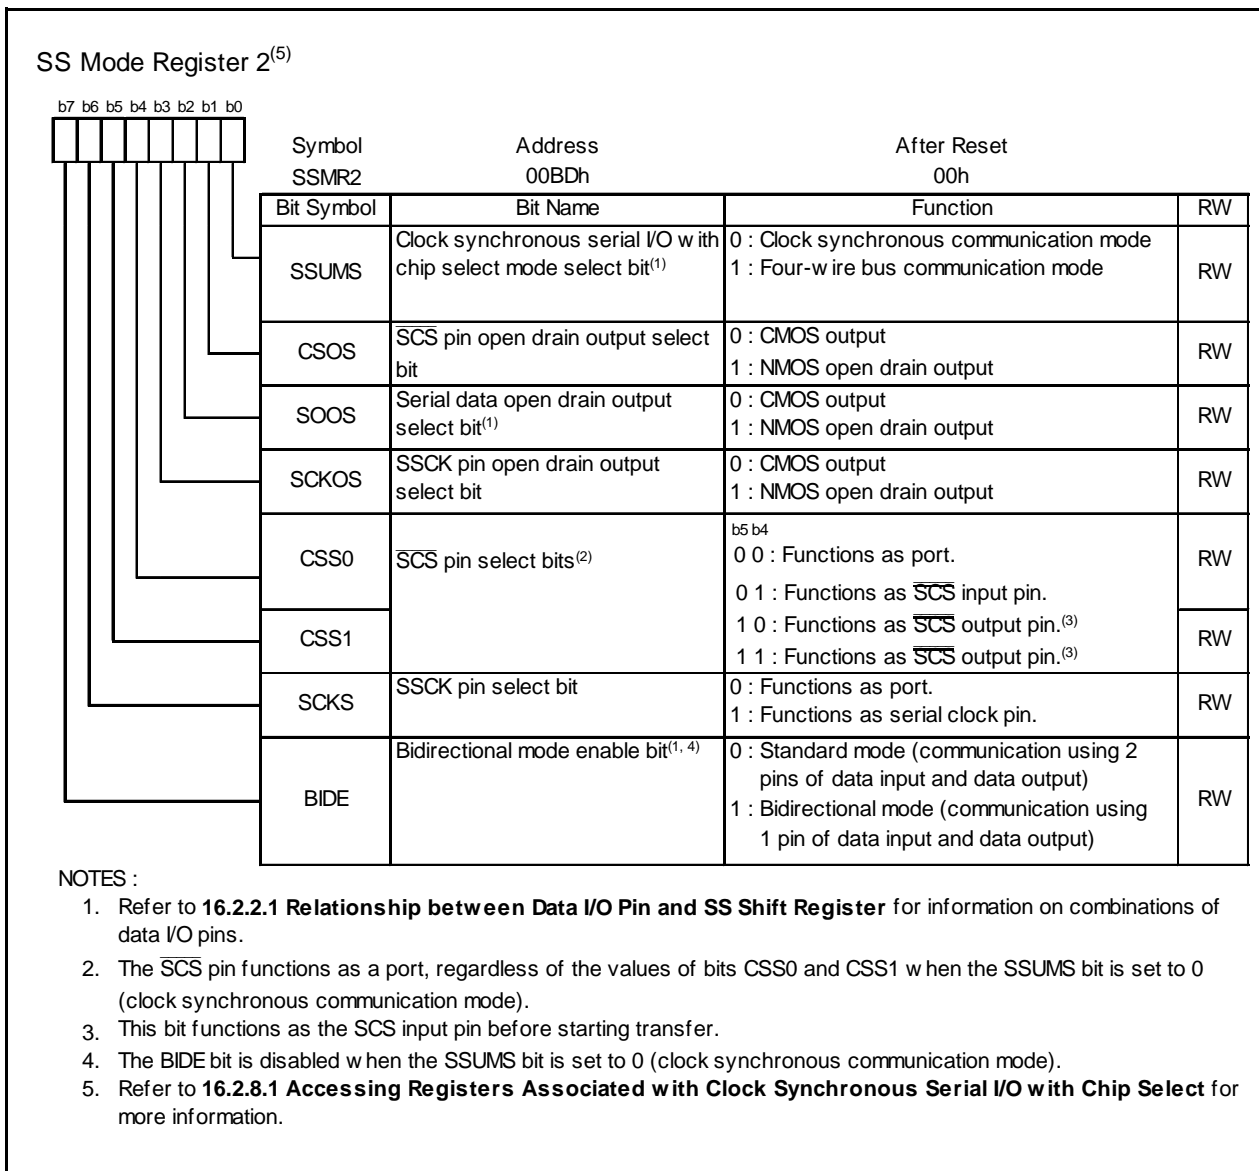 SS Mode Register 2(5)
b7 b6 b5 b4 b3 b2 b1 b0
Symbol Address After Reset
SSMR2 00BDh 00h
Bit Symbol Bit Name Function RW
SSUMS Clock synchronous serial I/O with chip select mode select bit(1) 0 : Clock synchronous communication mode RW
1 : Four-wire bus communication mode
CSOS SCS pin open drain output select bit 0 : CMOS output RW
1 : NMOS open drain output
SOOS Serial data open drain output select bit(1) 0 : CMOS output RW
1 : NMOS open drain output
SCKOS SSCK pin open drain output select bit 0 : CMOS output RW
1 : NMOS open drain output
CSS0 SCS pin select bits(2) b5 b4 RW
0 0 : Functions as port.
0 1 : Functions as SCS input pin.
CSS1 1 0 : Functions as SCS output pin.(3) RW
1 1 : Functions as SCS output pin.(3)
SCKS SSCK pin select bit 0 : Functions as port. RW
1 : Functions as serial clock pin.
BIDE Bidirectional mode enable bit(1, 4) 0 : Standard mode (communication using 2 RW
pins of data input and data output)
1 : Bidirectional mode (communication using
1 pin of data input and data output)
NOTES :
1. Refer to 16.2.2.1 Relationship between Data I/O Pin and SS Shift Register for information on combinations of
data I/O pins.
2. The SCS pin functions as a port, regardless of the values of bits CSS0 and CSS1 when the SSUMS bit is set to 0
(clock synchronous communication mode).
3. This bit functions as the SCS input pin before starting transfer.
4. The BIDE bit is disabled when the SSUMS bit is set to 0 (clock synchronous communication mode).
5. Refer to 16.2.8.1 Accessing Registers Associated with Clock Synchronous Serial I/O with Chip Select for
more information.